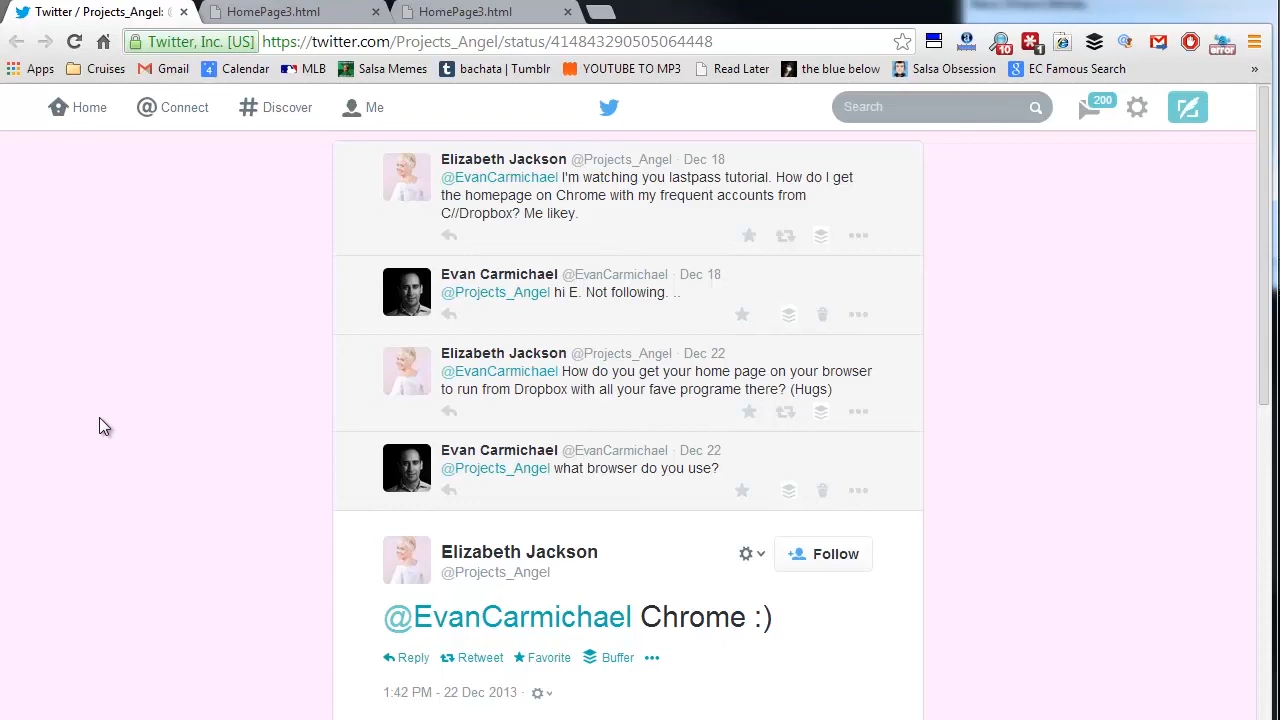 Twitter / Projects_Angel: (
HomePage3.html
HomePage3.html
Twitter, Inc. [US] https://twitter.com/Projects_Angel/status/414843290505064448
10
1
error
Apps Cruises Gmail 4 Calendar MLB Salsa Memes t bachata | Tumblr YOUTUBE TO MP3 Read Later the blue below Salsa Obsession 8 EC Famous Search »
Home @ Connect # Discover Me Search 200
Elizabeth Jackson @Projects_Angel · Dec 18
@EvanCarmichael I'm watching you lastpass tutorial. How do I get
the homepage on Chrome with my frequent accounts from
C//Dropbox? Me likey.
Evan Carmichael @EvanCarmichael · Dec 18
@Projects_Angel hi E. Not following. ..
Elizabeth Jackson @Projects_Angel · Dec 22
@EvanCarmichael How do you get your home page on your browser
to run from Dropbox with all your fave programe there? (Hugs)
Evan Carmichael @EvanCarmichael · Dec 22
@Projects_Angel what browser do you use?
Elizabeth Jackson
@Projects_Angel
Follow
@EvanCarmichael Chrome :)
Reply Retweet Favorite Buffer •••
1:42 PM - 22 Dec 2013 ·